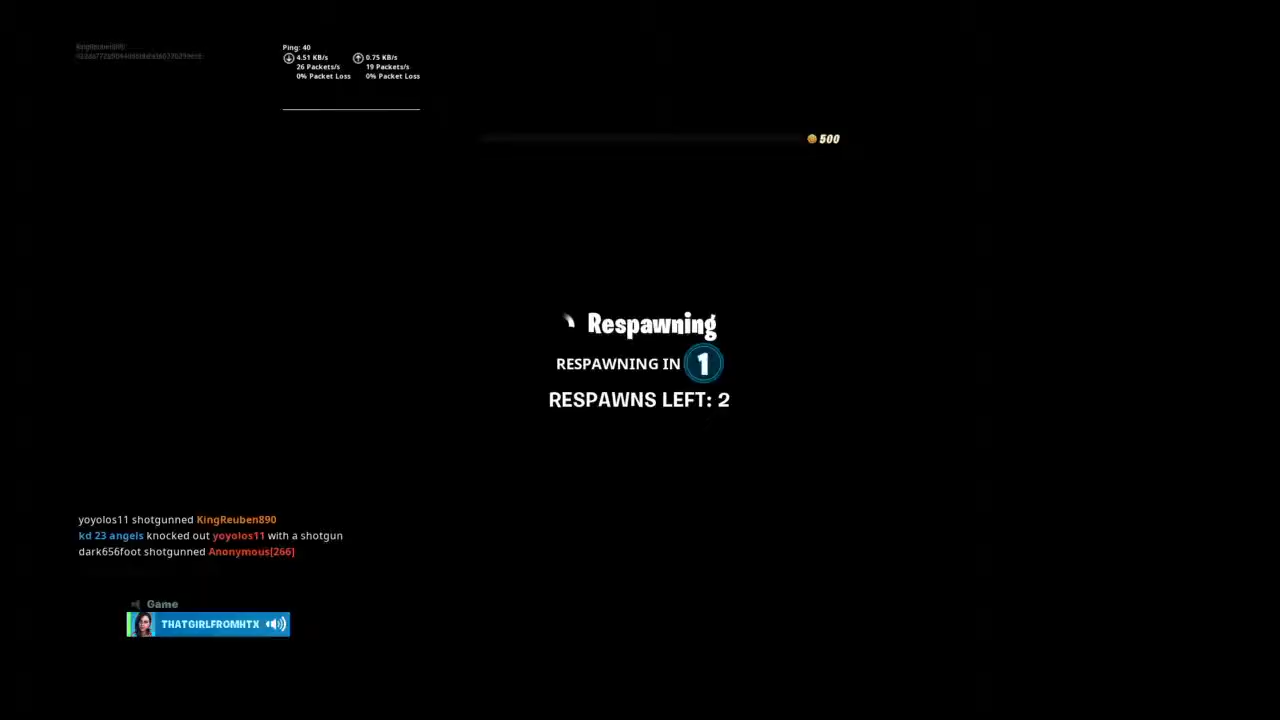 KingReuben890
Ping: 40
4.51 KB/s 0.75 KB/s
26 Packets/s 19 Packets/s
0% Packet Loss 0% Packet Loss
500
Respawning
RESPAWNING IN 1
RESPAWNS LEFT: 2
yoyolos11 shotgunned KingReuben890
kd 23 angels knocked out yoyolos11 with a shotgun
dark656foot shotgunned Anonymous[266]
Game
THATGIRLFROMHTX